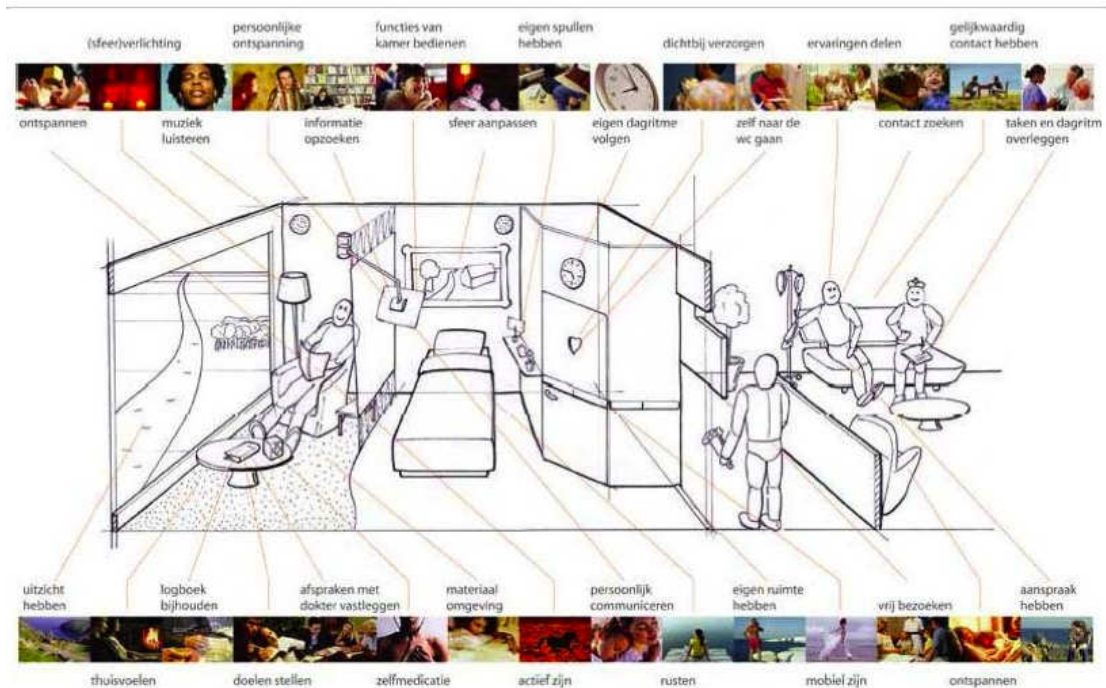 (sfeer)verlichting
persoonlijke
ontspanning
functies van
kamer bedienen
eigen spullen
hebben
dichtbij verzorgen
ervaringen delen
gelijkwaardig
contact hebben
ontspannen
muziek
luisteren
informatie
opzoeken
sfeer aanpassen
eigen dagritme
volgen
zelf naar de
wc gaan
contact zoeken
taken en dagritm
overleggen
uitzicht
hebben
logboek
bijhouden
afspraken met
dokter vastleggen
materiaal
omgeving
persoonlijk
communiceren
eigen ruimte
hebben
vrij bezoeken
aanspraak
hebben
thuisvoelen
doelen stellen
zelfmedicatie
actief zijn
rusten
mobiel zijn
ontspannen